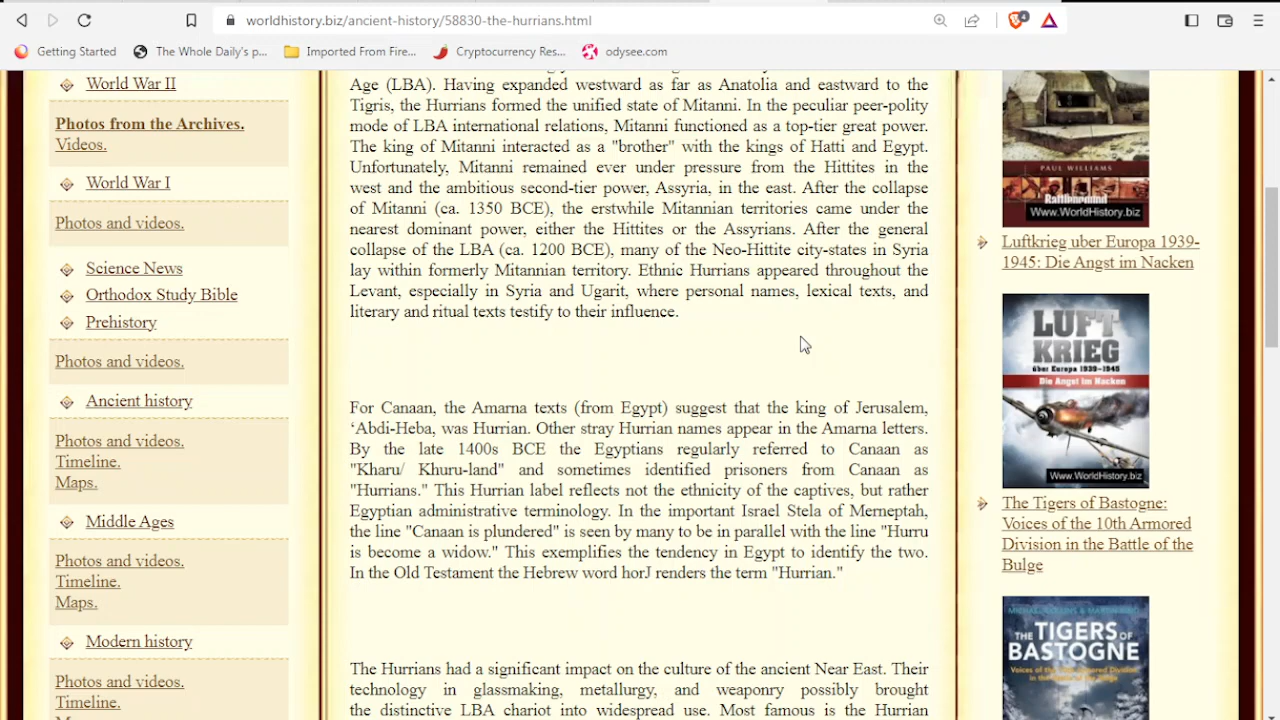 worldhistory.biz/ancient-history/58830-the-hurrians.html
4
Getting Started
The Whole Daily's p...
Imported From Fire...
Cryptocurrency Res...
odysee.com
World War II
Photos from the Archives.
Videos.
World War I
Photos and videos.
Science News
Orthodox Study Bible
Prehistory
Photos and videos.
Ancient history
Photos and videos.
Timeline.
Maps.
Middle Ages
Photos and videos.
Timeline.
Maps.
Modern history
Photos and videos.
Timeline.
Age (LBA). Having expanded westward as far as Anatolia and eastward to the
Tigris, the Hurrians formed the unified state of Mitanni. In the peculiar peer-polity
mode of LBA international relations, Mitanni functioned as a top-tier great power.
The king of Mitanni interacted as a "brother" with the kings of Hatti and Egypt.
Unfortunately, Mitanni remained ever under pressure from the Hittites in the
west and the ambitious second-tier power, Assyria, in the east. After the collapse
of Mitanni (ca. 1350 BCE), the erstwhile Mitannian territories came under the
nearest dominant power, either the Hittites or the Assyrians. After the general
collapse of the LBA (ca. 1200 BCE), many of the Neo-Hittite city-states in Syria
lay within formerly Mitannian territory. Ethnic Hurrians appeared throughout the
Levant, especially in Syria and Ugarit, where personal names, lexical texts, and
literary and ritual texts testify to their influence.
For Canaan, the Amarna texts (from Egypt) suggest that the king of Jerusalem,
‘Abdi-Heba, was Hurrian. Other stray Hurrian names appear in the Amarna letters.
By the late 1400s BCE the Egyptians regularly referred to Canaan as
"Kharu/ Khuru-land" and sometimes identified prisoners from Canaan as
"Hurrians. This Hurrian label reflects not the ethnicity of the captives, but rather
Egyptian administrative terminology. In the important Israel Stela of Merneptah,
the line "Canaan is plundered" is seen by many to be in parallel with the line "Hurru
is become a widow." This exemplifies the tendency in Egypt to identify the two.
In the Old Testament the Hebrew word horJ renders the term "Hurrian."
The Hurrians had a significant impact on the culture of the ancient Near East. Their
technology in glassmaking, metallurgy, and weaponry possibly brought
the distinctive LBA chariot into widespread use. Most famous is the Hurrian
PAUL WILLIAMS
Www.WorldHistory.biz
Luftkrieg uber Europa 1939-
1945: Die Angst im Nacken
LUFT
KRIEG
über Europa 1939-1945
Die Angst im Nacken
Www.WorldHistory.biz
The Tigers of Bastogne:
Voices of the 10th Armored
Division in the Battle of the
Bulge
THE TIGERS OF
BASTOGNE